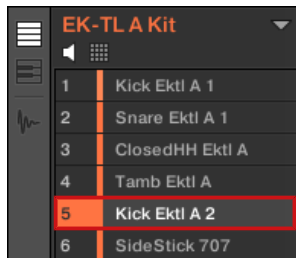 EK-TL A Kit
1 Kick Ektl A 1
2 Snare Ektl A 1
3 ClosedHH Ektl A
4 Tamb Ektl A
5 Kick Ektl A 2
6 SideStick 707